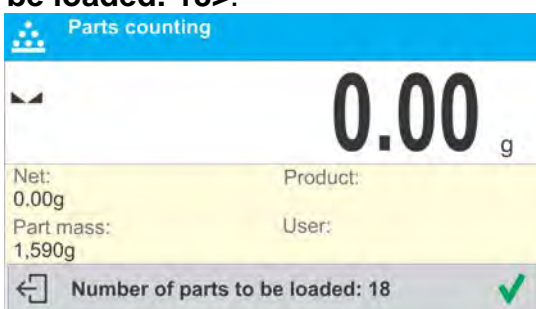 be loaded: 18>.
Parts counting
0.00 g
Net: Product:
0.00g
Part mass: User:
1,590g
Number of parts to be loaded: 18